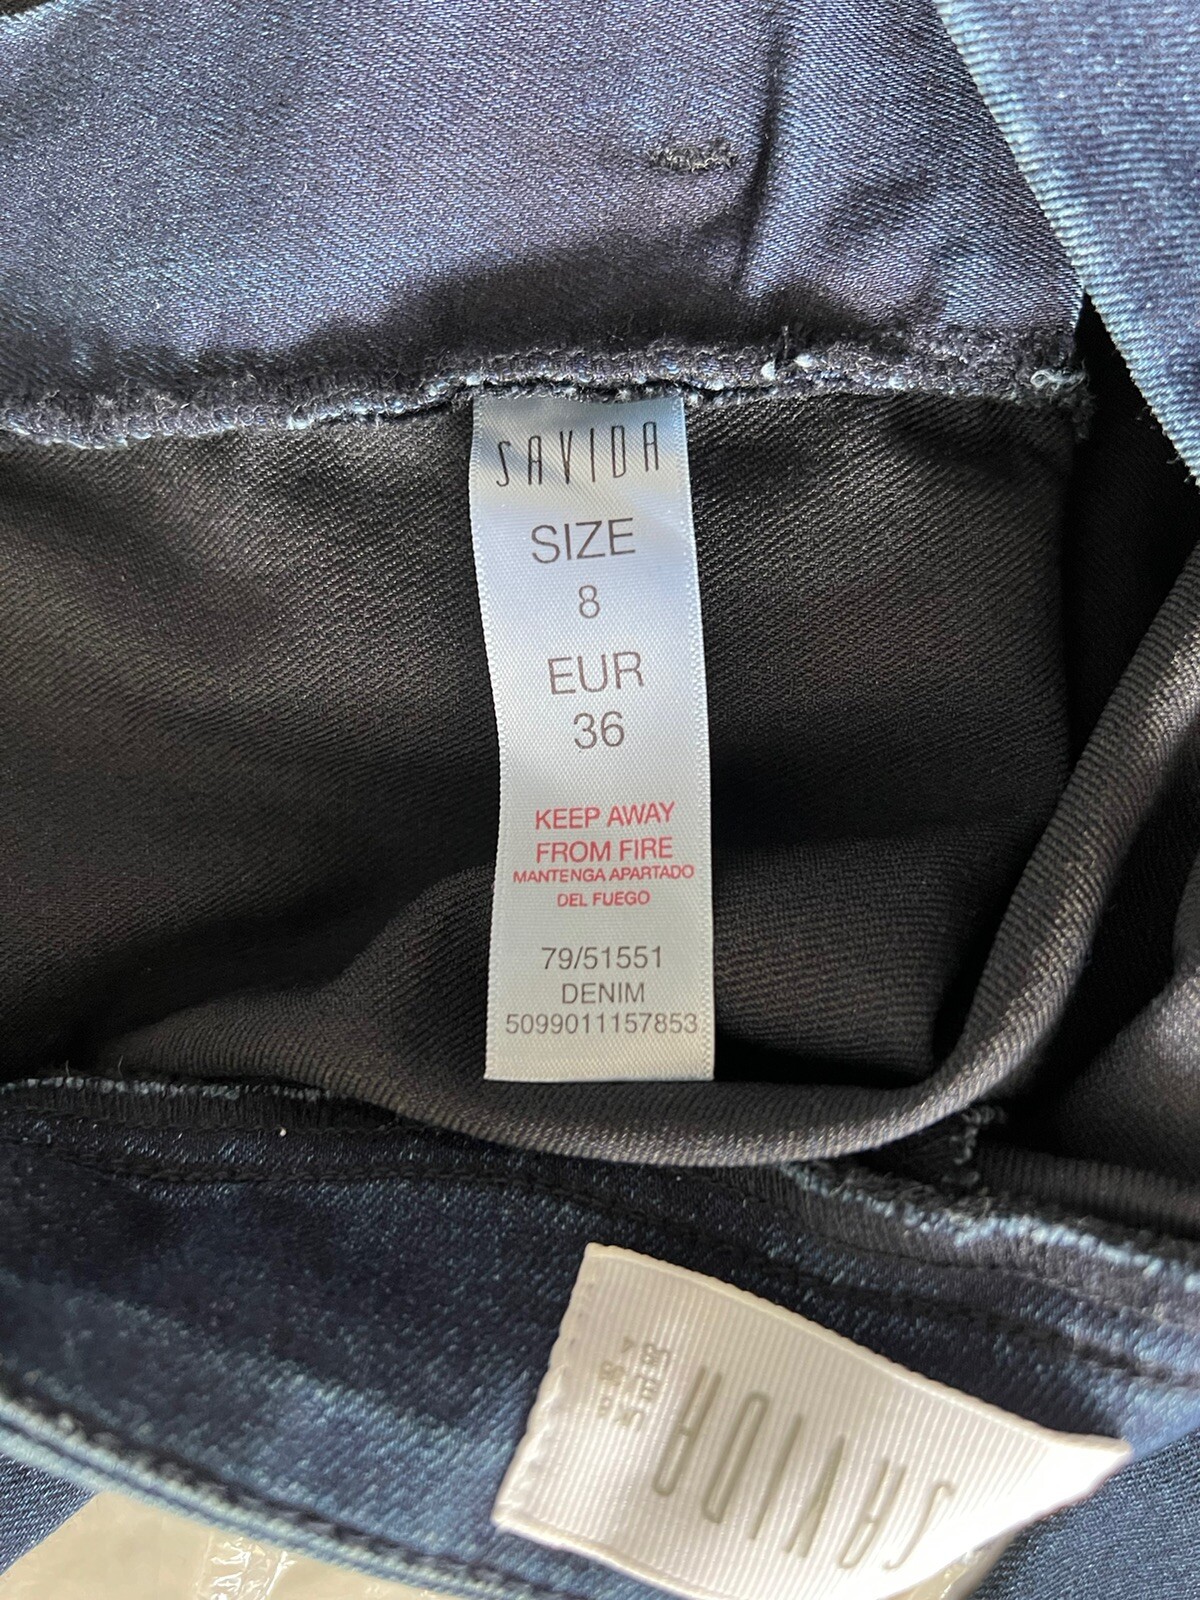 SAVIDA
SIZE
8
EUR
36
KEEP AWAY
FROM FIRE
MANTENGA APARTADO
DEL FUEGO
79/51551
DENIM
5099011157853
SAVIDA